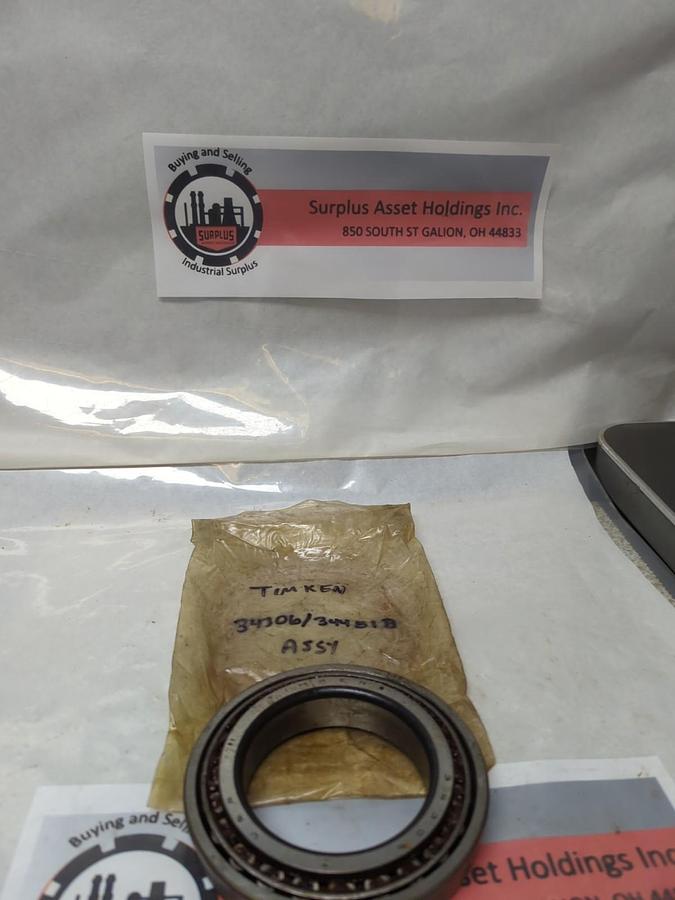 Buying and Selling
SURPLUS
Industrial Surplus
Surplus Asset Holdings Inc.
850 SOUTH ST GALION, OH 44833
TIMKEN
34306/34481B
ASSY
Buying and Sell
et Holdings Inc